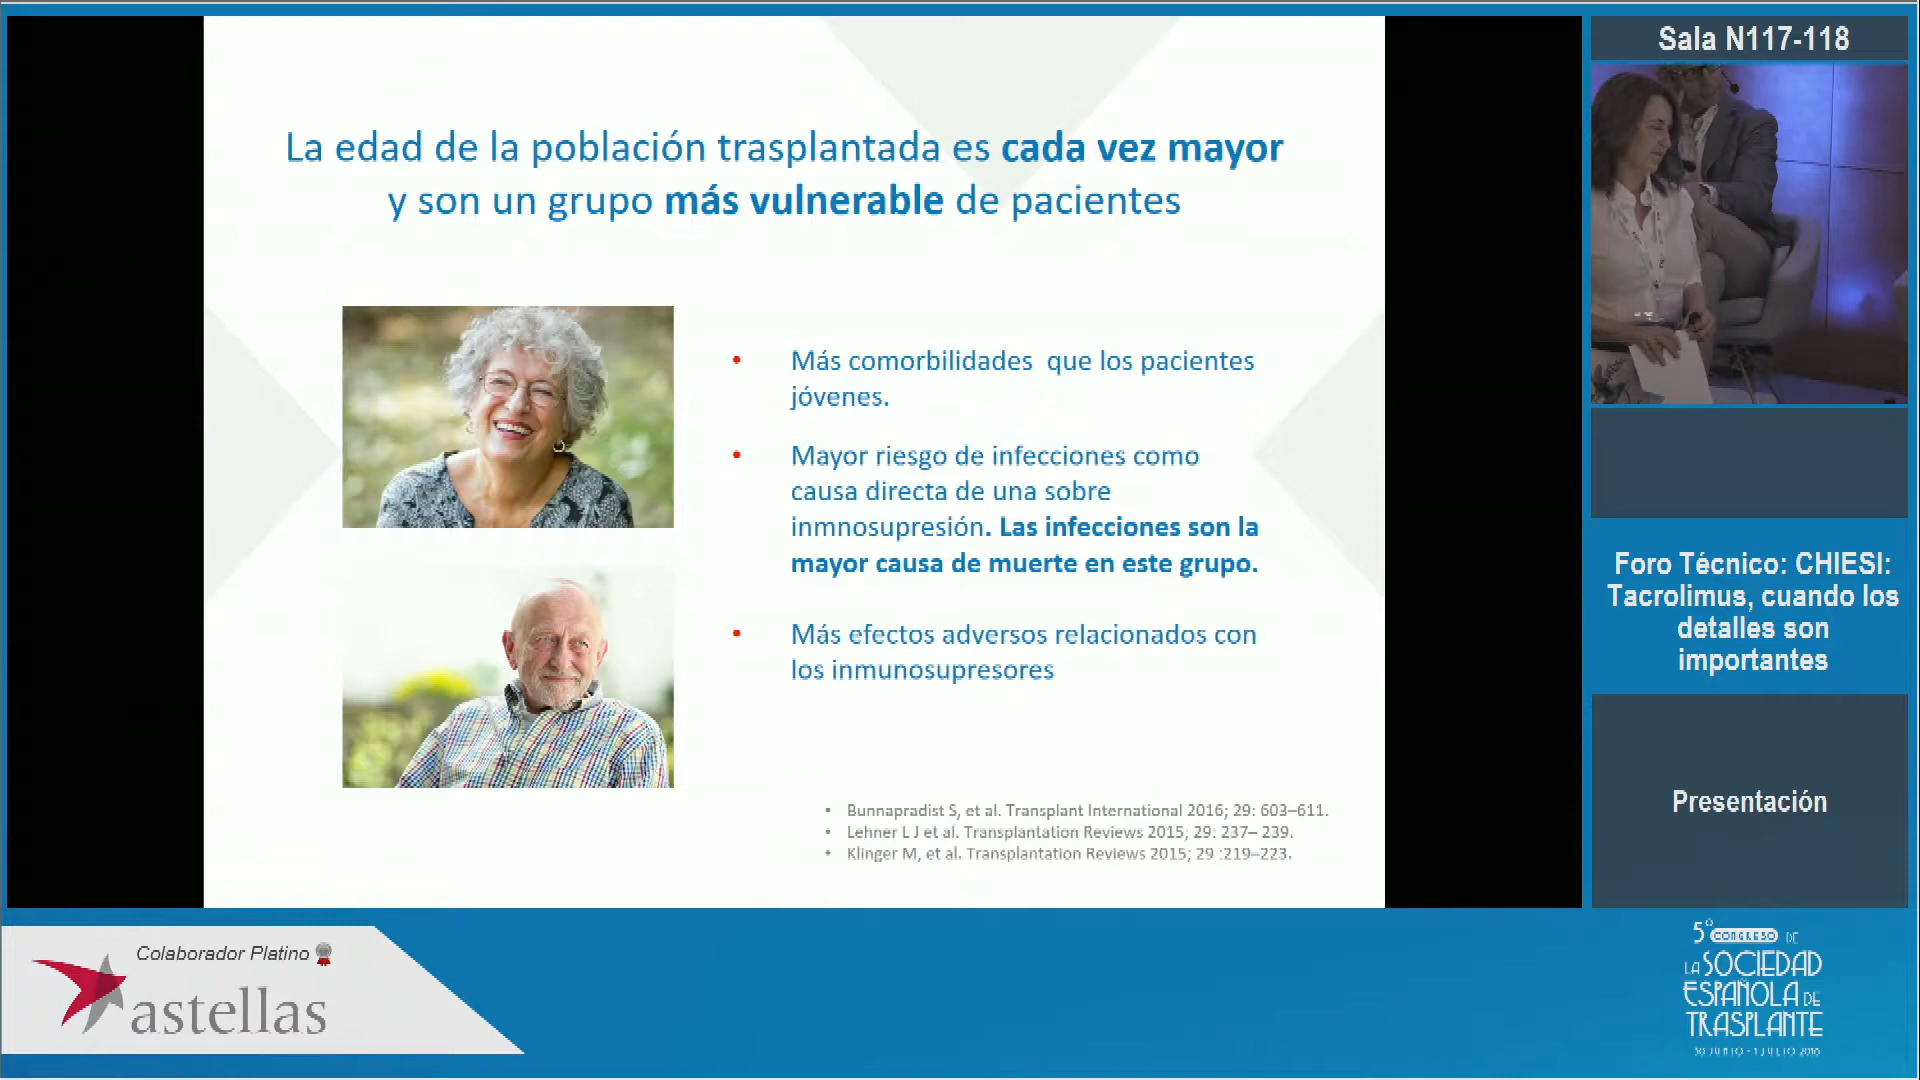 La edad de la población trasplantada es cada vez mayor
y son un grupo más vulnerable de pacientes
• Más comorbilidades que los pacientes
jóvenes.
• Mayor riesgo de infecciones como
causa directa de una sobre
inmnosupresión. Las infecciones son la
mayor causa de muerte en este grupo.
• Más efectos adversos relacionados con
los inmunosupresores
• Bunnapradist S, et al. Transplant International 2016; 29: 603–611.
• Lehner L J et al. Transplantation Reviews 2015; 29: 237– 239.
• Klinger M, et al. Transplantation Reviews 2015; 29 :219–223.
Sala N117-118
Foro Técnico: CHIESI:
Tacrolimus, cuando los
detalles son
importantes
Presentación
Colaborador Platino
astellas
5º CONGRESO DE
LA SOCIEDAD
ESPAÑOLA DE
TRASPLANTE
30 JUNIO - 1 JULIO 2018